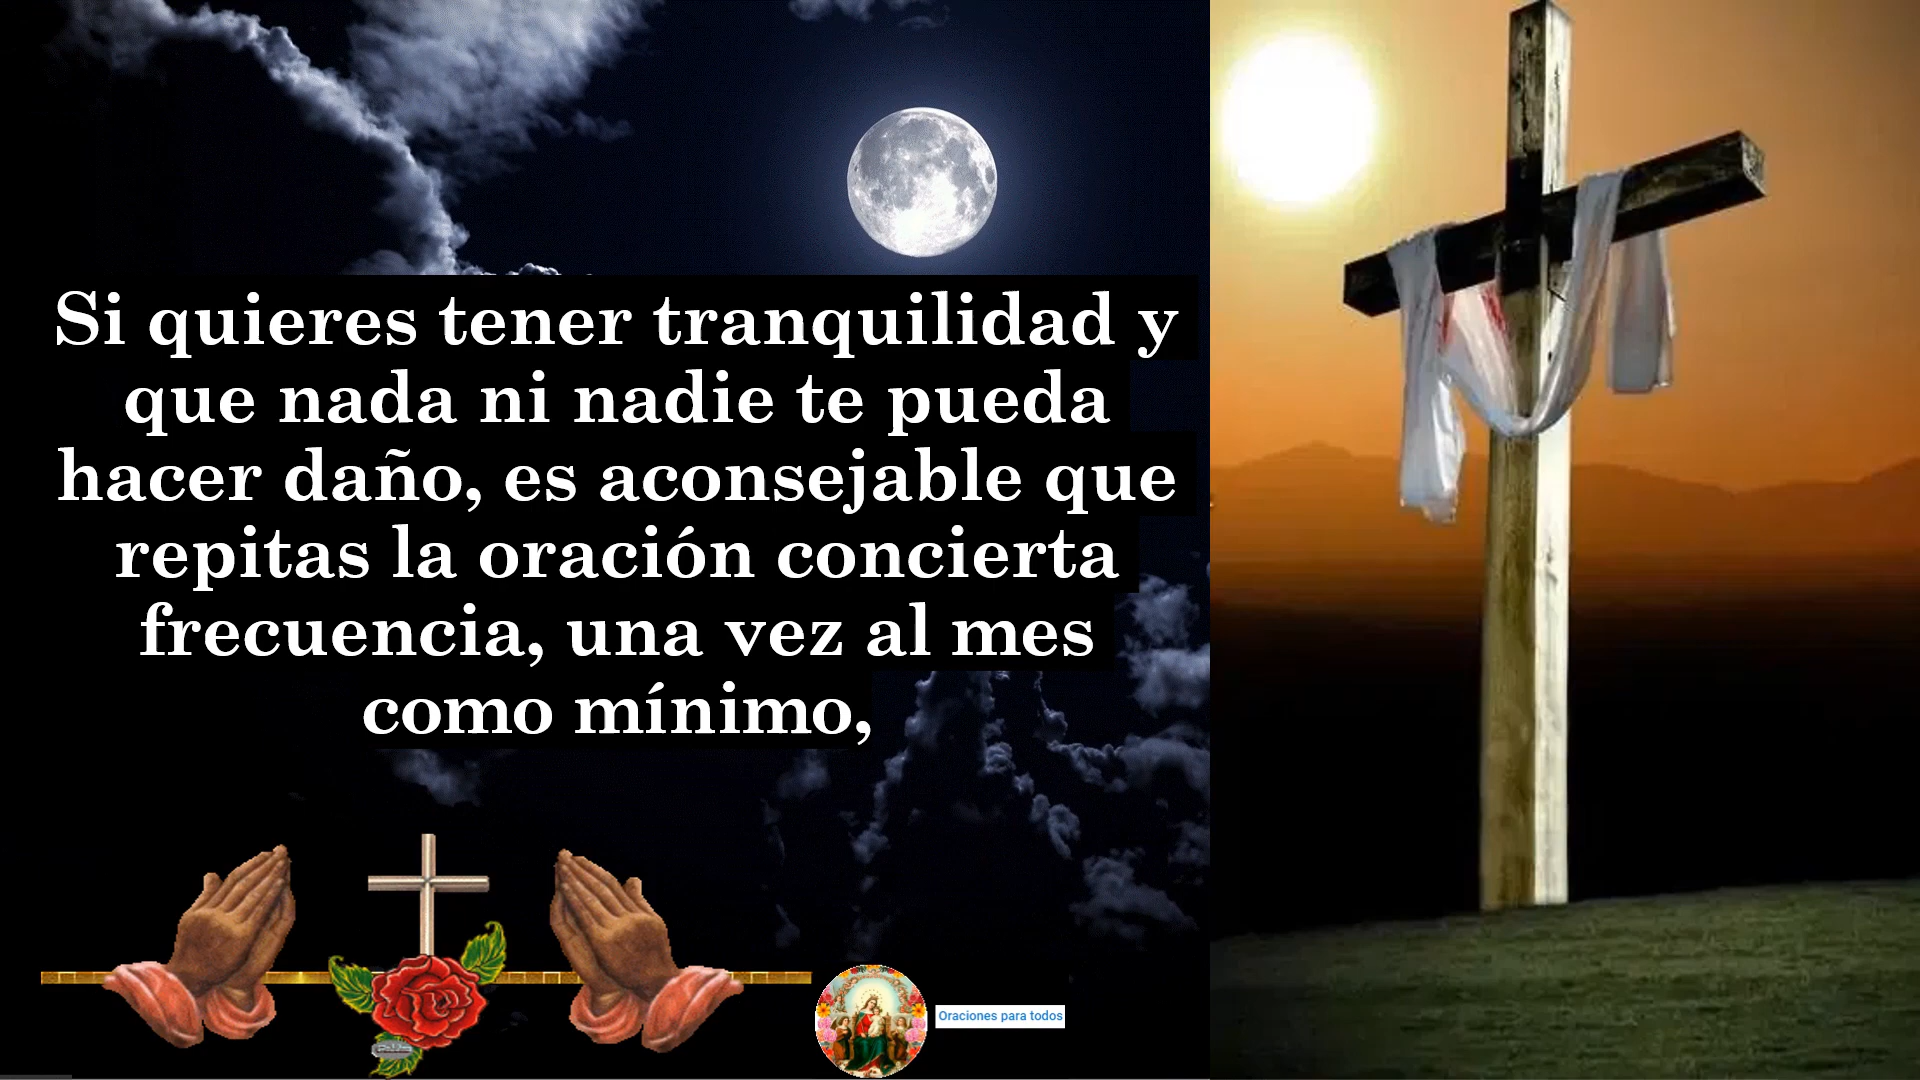 Si quieres tener tranquilidad y
que nada ni nadie te pueda
hacer daño, es aconsejable que
repitas la oración concierta
frecuencia, una vez al mes
como mínimo,
Oraciones para todos